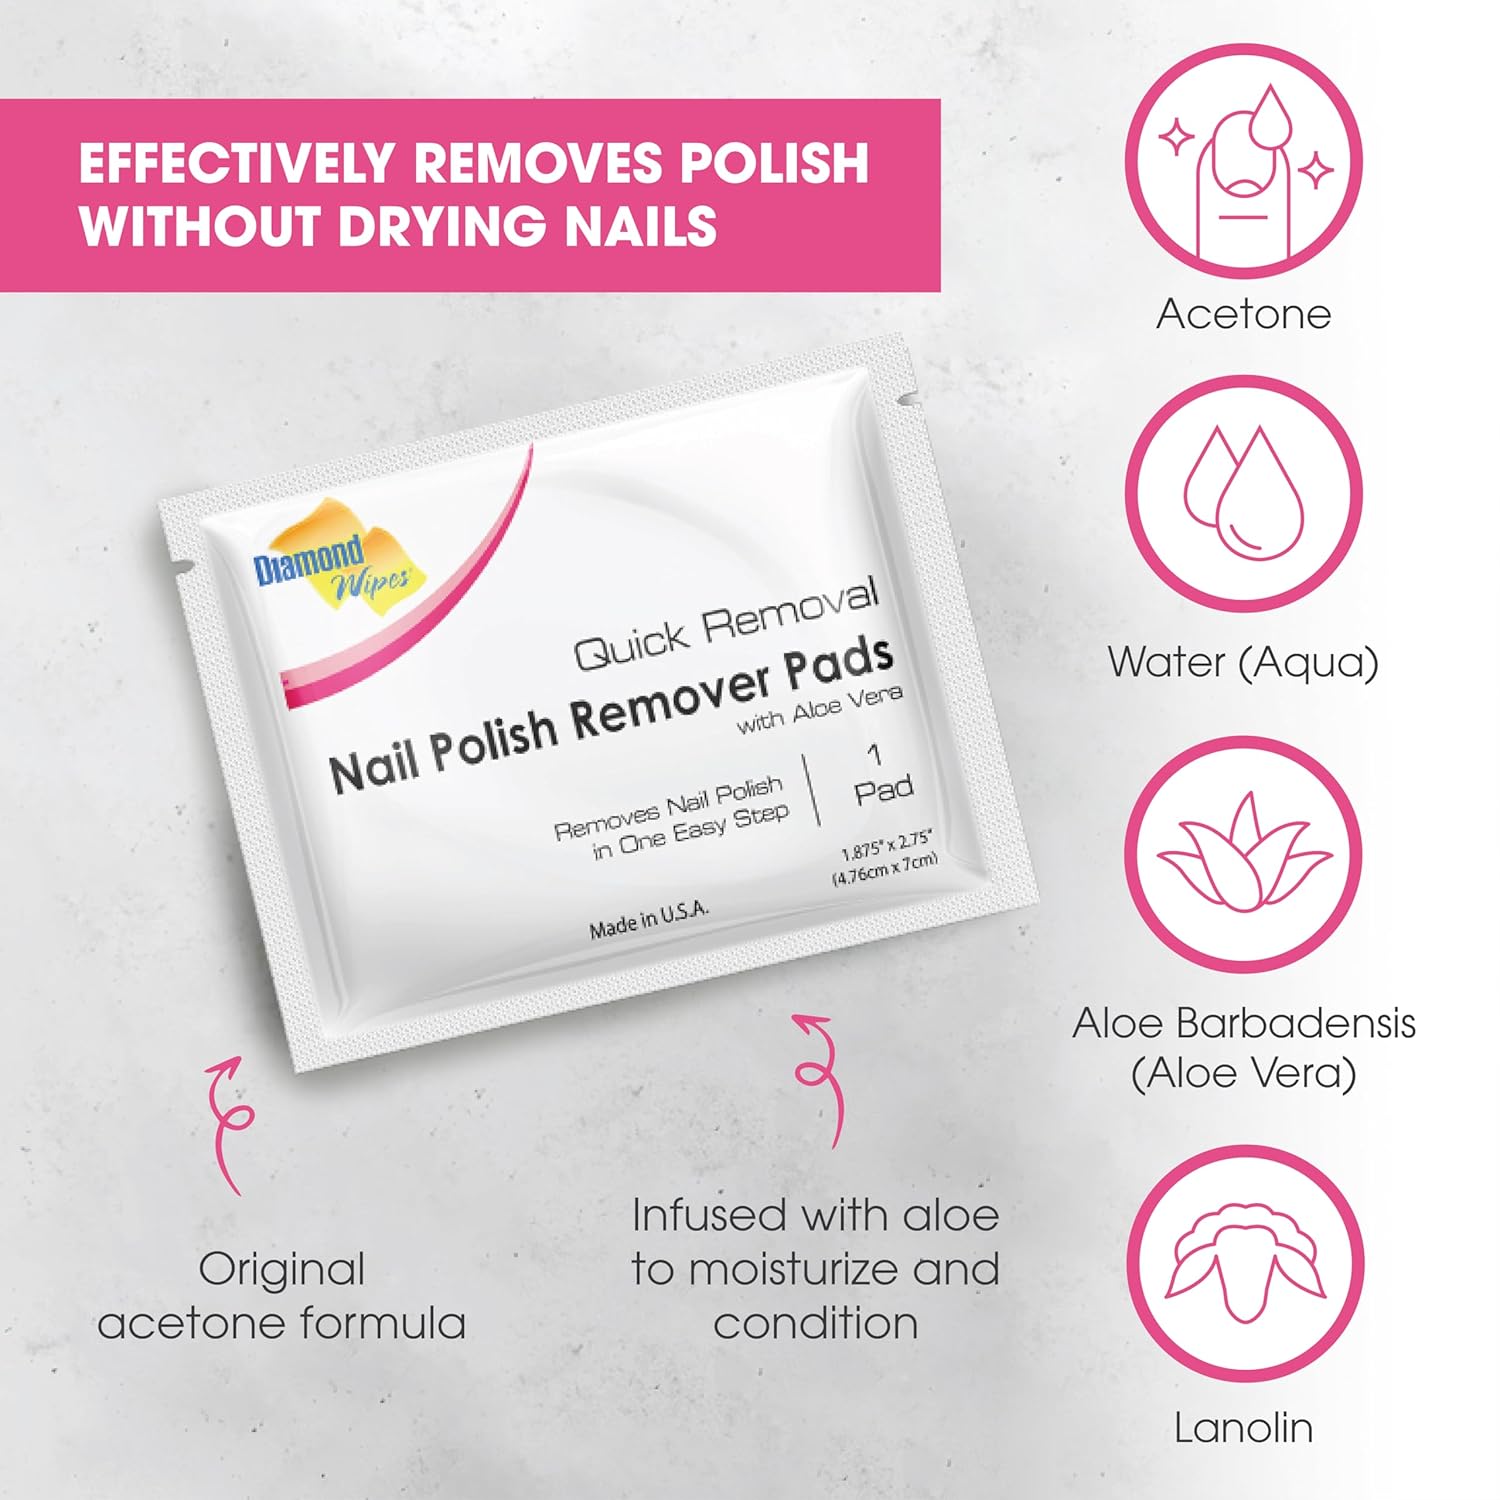 EFFECTIVELY REMOVES POLISH
WITHOUT DRYING NAILS
Diamond
Wipes
Quick Removal
Nail Polish Remover Pads
with Aloe Vera
Removes Nail Polish
in One Easy Step
1
Pad
1.875" x 2.75"
(4.76cm x 7cm)
Made in U.S.A.
Original
acetone formula
Infused with aloe
to moisturize and
condition
Acetone
Water (Aqua)
Aloe Barbadensis
(Aloe Vera)
Lanolin